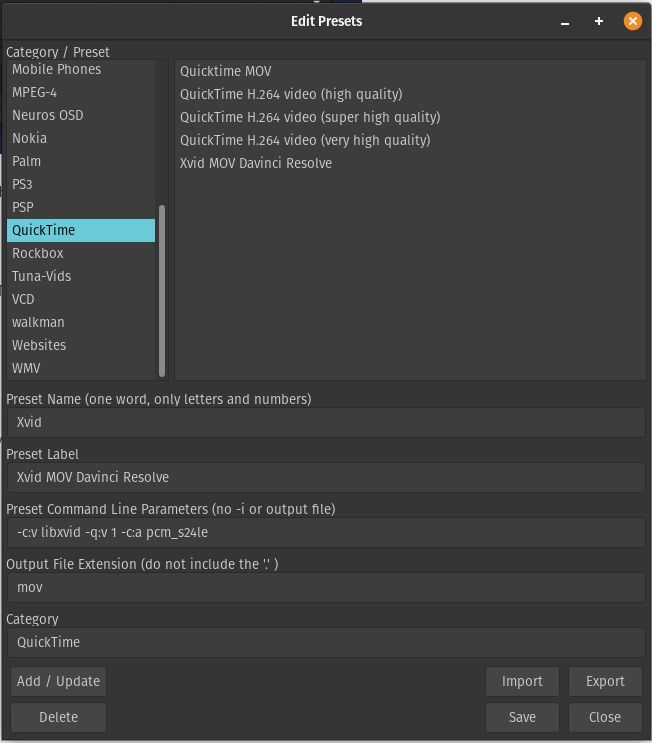 Edit Presets
Category / Preset
Mobile Phones
MPEG-4
Neuros OSD
Nokia
Palm
PS3
PSP
QuickTime
Rockbox
Tuna-Vids
VCD
walkman
Websites
WMV
Quicktime MOV
QuickTime H.264 video (high quality)
QuickTime H.264 video (super high quality)
QuickTime H.264 video (very high quality)
Xvid MOV Davinci Resolve
Preset Name (one word, only letters and numbers)
Xvid
Preset Label
Xvid MOV Davinci Resolve
Preset Command Line Parameters (no -i or output file)
-c:v libxvid -q:v 1 -c:a pcm_s24le
Output File Extension (do not include the '.' )
mov
Category
QuickTime
Add / Update
Import
Export
Delete
Save
Close